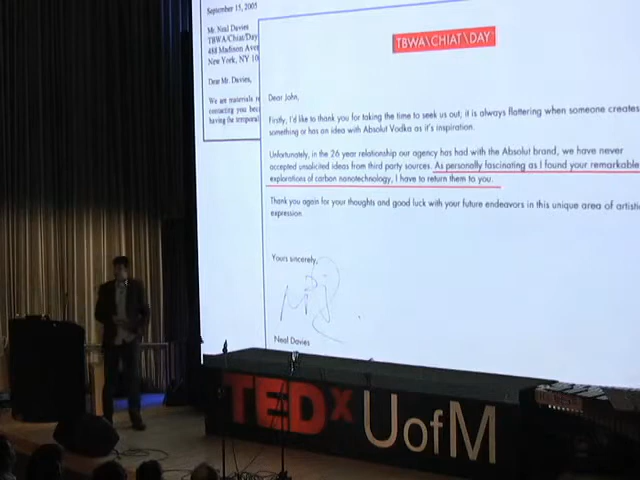 September 15, 2005
Mr. Neal Davies
TBWA/Chiat/Day
488 Madison Ave
New York, NY 10
Dear Mr. Davies,
We are materials
contacting you
having the
TBWA\CHIAT\DAY
Dear John,
Firstly, I'd like to thank you for taking the time to seek us out, it is always flattering when someone creates
something or has an idea with Absolut Vodka as it's inspiration.
Unfortunately, in the 26 year relationship our agency has had with the Absolut brand, we have never
accepted unsolicited ideas from third party sources. As personally fascinating as I found your remarkable
explorations of carbon nanotechnology, I have to return them to you.
Thank you again for your thoughts and good luck with your future endeavors in this unique area of artistic
expression.
Yours sincerely,
Neal Davies
TEDx UofM